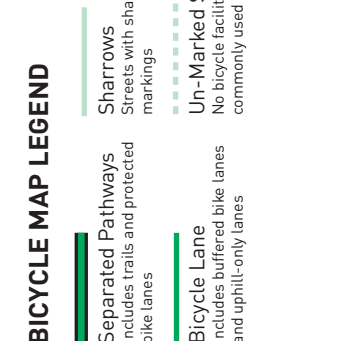 BICYCLE MAP LEGEND
Separated Pathways
ncludes trails and protected
bike lanes
Bicycle Lane
ncludes buffered bike lanes
and uphill-only lanes
Sharrows
Streets with sha
markings
Un-Marked S
No bicycle facilit
commonly used